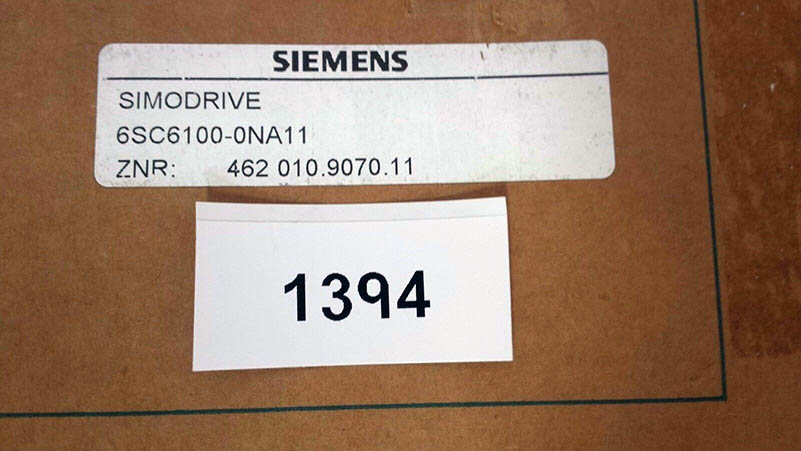 SIEMENS
SIMODRIVE
6SC6100-0NA11
ZNR: 462 010.9070.11
1394